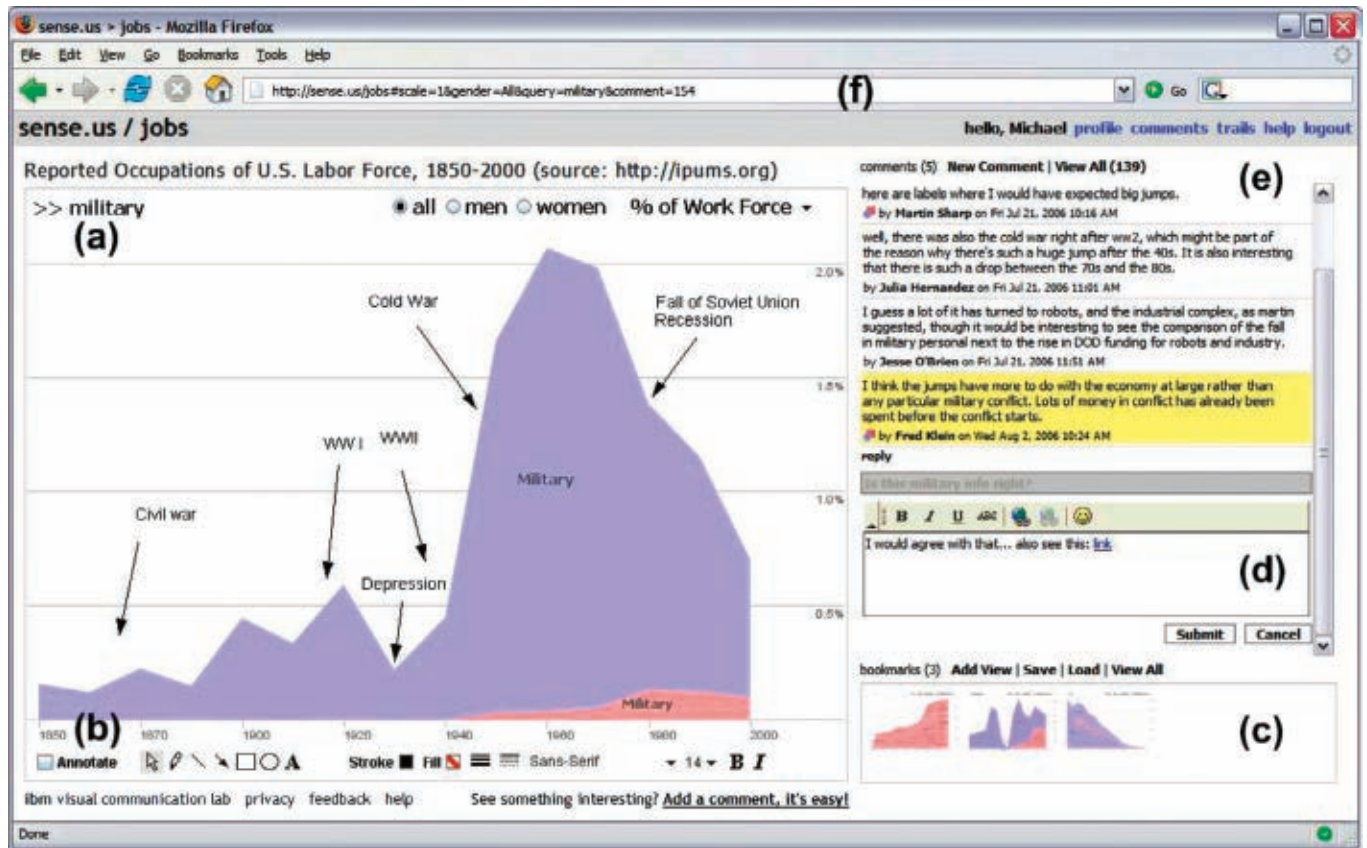 sense.us > jobs - Mozilla Firefox
File Edit View Go Bookmarks Tools Help
http://sense.us/jobs#scale=1&gender=All&query=military&comment=154
(f)
Go
sense.us / jobs
hello, Michael profile comments trails help logout
Reported Occupations of U.S. Labor Force, 1850-2000 (source: http://ipums.org)
>> military
all men women % of Work Force
(a)
2.0%
Cold War
Fall of Soviet Union
Recession
1.5%
WW I
WWII
Military
1.0%
Civil war
Depression
0.5%
Military
(b)
1850 1870 1900 1920 1940 1960 1980 2000
Annotate A Stroke Fill Sans-Serif 14 B I
comments (5) New Comment | View All (139)
(e)
here are labels where I would have expected big jumps.
by Martin Sharp on Fri Jul 21, 2006 10:16 AM
well, there was also the cold war right after ww2, which might be part of
the reason why there's such a huge jump after the 40s. It is also interesting
that there is such a drop between the 70s and the 80s.
by Julia Hernandez on Fri Jul 21, 2006 11:01 AM
I guess a lot of it has turned to robots, and the industrial complex, as martin
suggested, though it would be interesting to see the comparison of the fall
in military personal next to the rise in DOD funding for robots and industry.
by Jesse O'Brien on Fri Jul 21, 2006 11:51 AM
I think the jumps have more to do with the economy at large rather than
any particular military conflict. Lots of money in conflict has already been
spent before the conflict starts.
by Fred Klein on Wed Aug 2, 2006 10:24 AM
reply
Is this military info right?
B I U ABC
I would agree with that... also see this: link
(d)
Submit Cancel
bookmarks (3) Add View | Save | Load | View All
(c)
ibm visual communication lab privacy feedback help
See something interesting? Add a comment, it's easy!
Done